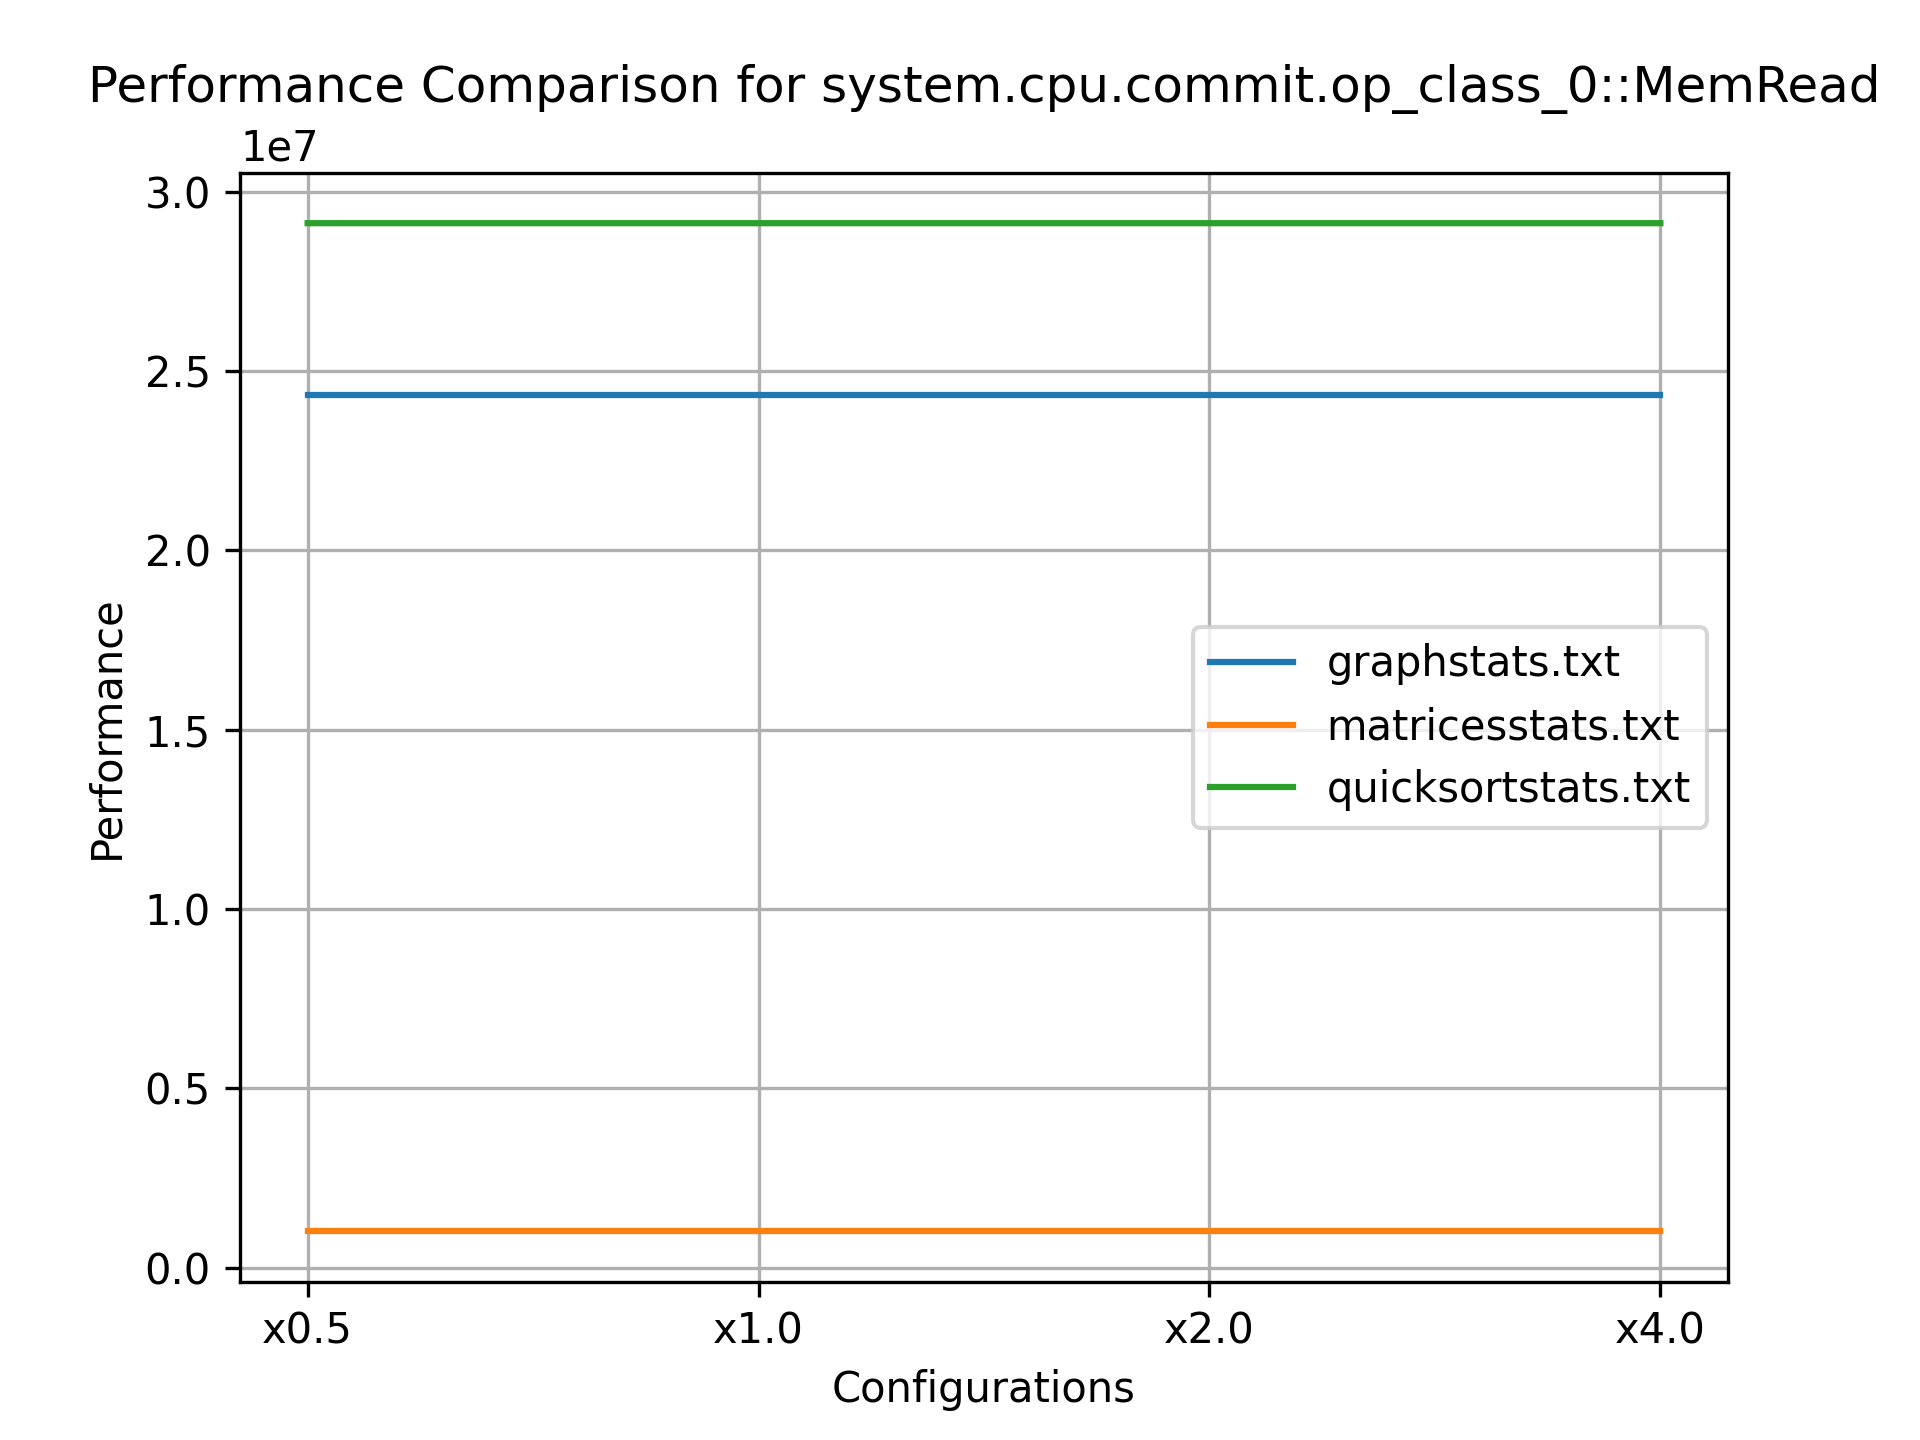 Performance Comparison for system.cpu.commit.op_class_0::MemRead
1e7
3.0
2.5
2.0
1.5
1.0
0.5
0.0
Performance
graphstats.txt
matricesstats.txt
quicksortstats.txt
x0.5 x1.0 x2.0 x4.0
Configurations